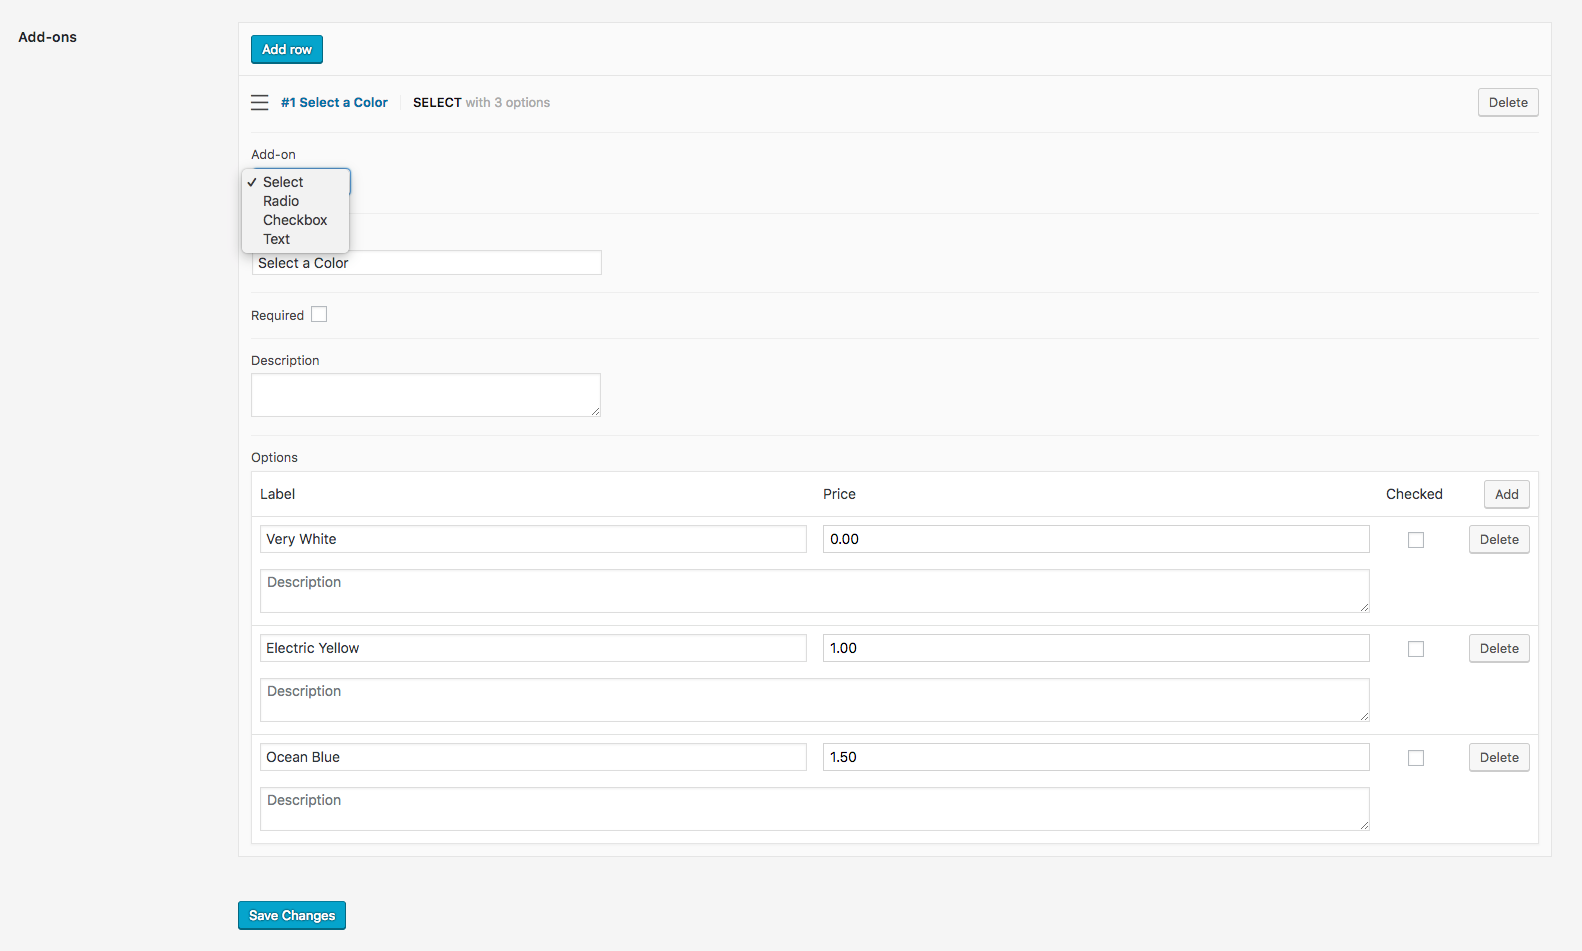 Add-ons
Add row
#1 Select a Color SELECT with 3 options Delete
Add-on
✓ Select
Radio
Checkbox
Text
Select a Color
Required
Description
Options
Label Price Checked Add
Very White 0.00 Delete
Description
Electric Yellow 1.00 Delete
Description
Ocean Blue 1.50 Delete
Description
Save Changes